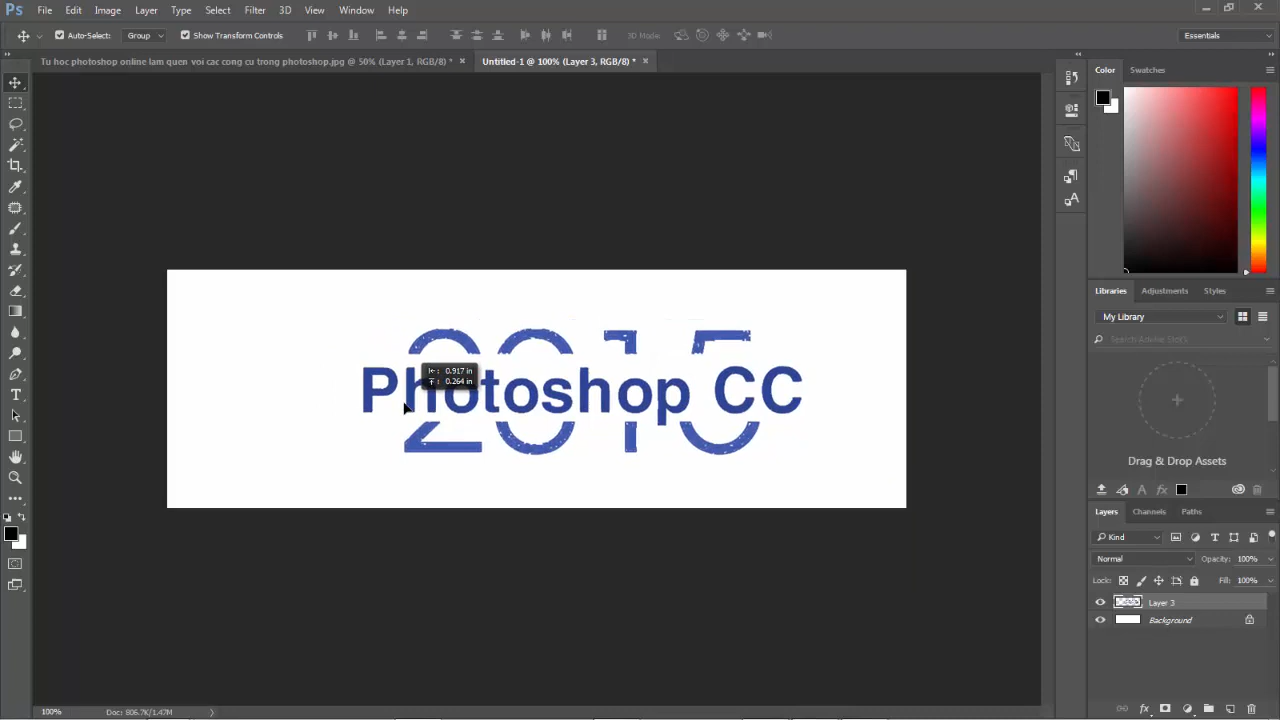 Ps File Edit Image Layer Type Select Filter 3D View Window Help
Auto-Select: Group Show Transform Controls 3D Mode: Essentials
Tu hoc photoshop online lam quen voi cac cong cu trong photoshop.jpg @ 50% (Layer 1, RGB/8) * × Untitled-1 @ 100% (Layer 3, RGB/8) * ×
Color Swatches
Libraries Adjustments Styles
My Library
Search Adobe Stock
2015
Photoshop CC
0.917 in
0.264 in
Drag & Drop Assets
Layers Channels Paths
Kind
Normal Opacity: 100%
Lock: Fill: 100%
Layer 3
Background
100% Doc: 806.7K/1.47M